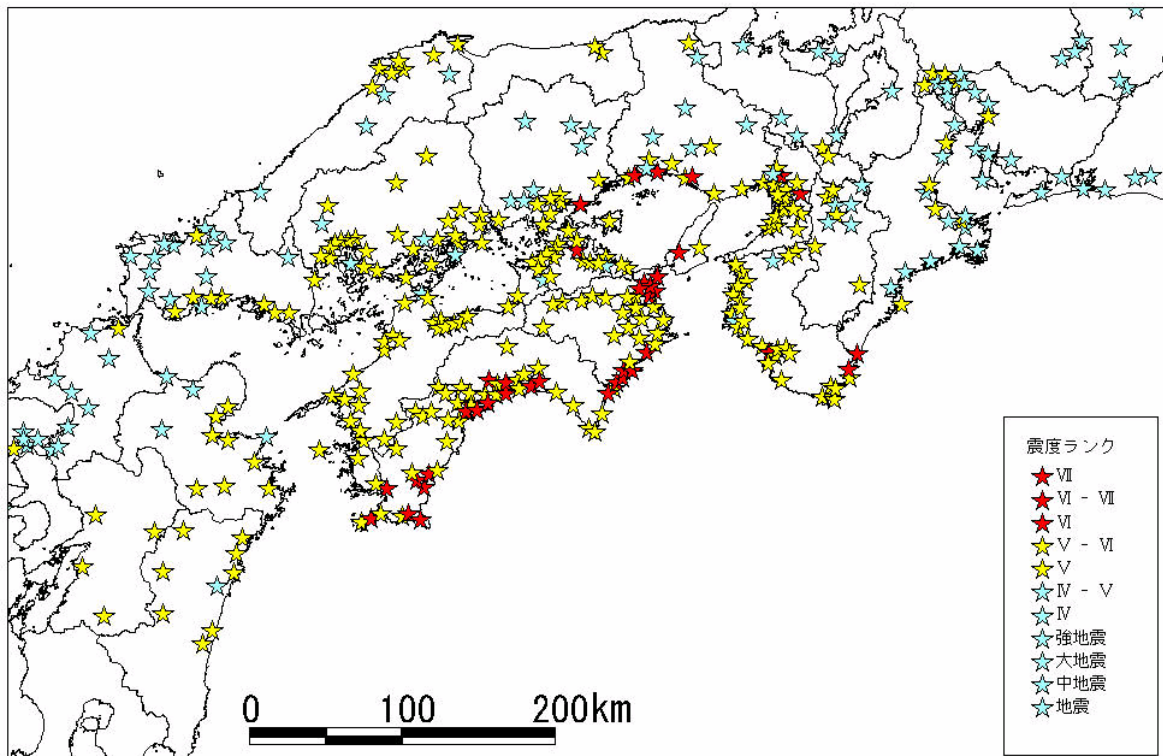 震度ランク
Ⅶ
Ⅵ - Ⅶ
Ⅵ
Ⅴ - Ⅵ
Ⅴ
Ⅳ - Ⅴ
Ⅳ
強地震
大地震
中地震
地震
0 100 200km